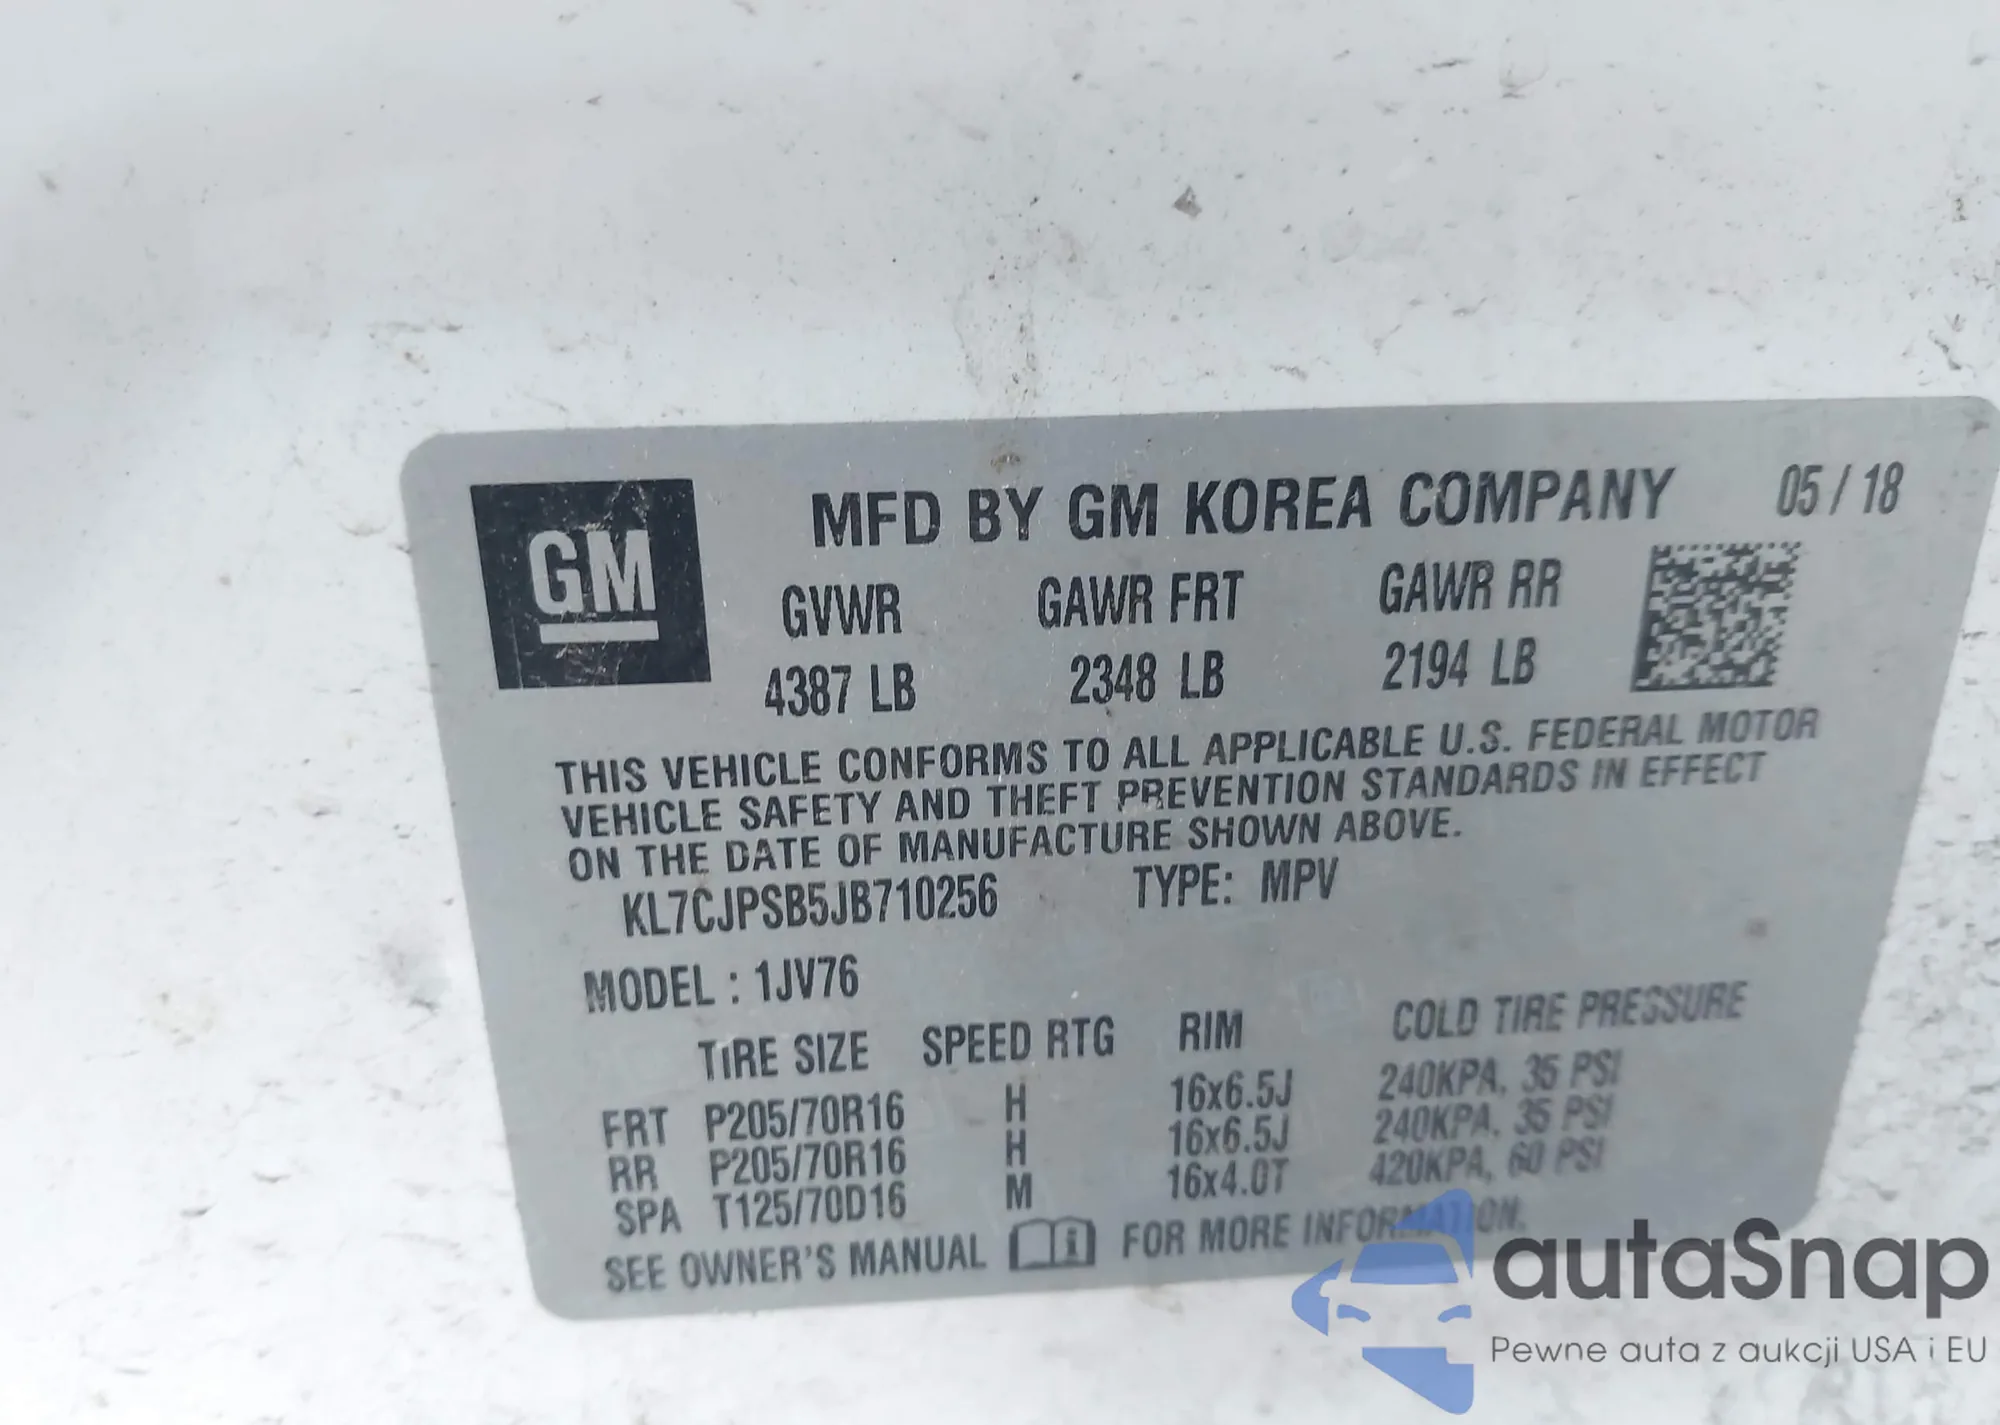 GM
MFD BY GM KOREA COMPANY 05 / 18
GVWR GAWR FRT GAWR RR
4387 LB 2348 LB 2194 LB
THIS VEHICLE CONFORMS TO ALL APPLICABLE U.S. FEDERAL MOTOR
VEHICLE SAFETY AND THEFT PREVENTION STANDARDS IN EFFECT
ON THE DATE OF MANUFACTURE SHOWN ABOVE.
KL7CJPSB5JB710256 TYPE: MPV
MODEL : 1JV76
TIRE SIZE SPEED RTG RIM COLD TIRE PRESSURE
FRT P205/70R16 H 16x6.5J 240KPA, 35 PSI
RR P205/70R16 H 16x6.5J 240KPA, 35 PSI
SPA T125/70D16 M 16x4.0T 420KPA, 60 PSI
SEE OWNER'S MANUAL FOR MORE INFORMATION.
autaSnap
Pewne auta z aukcji USA i EU